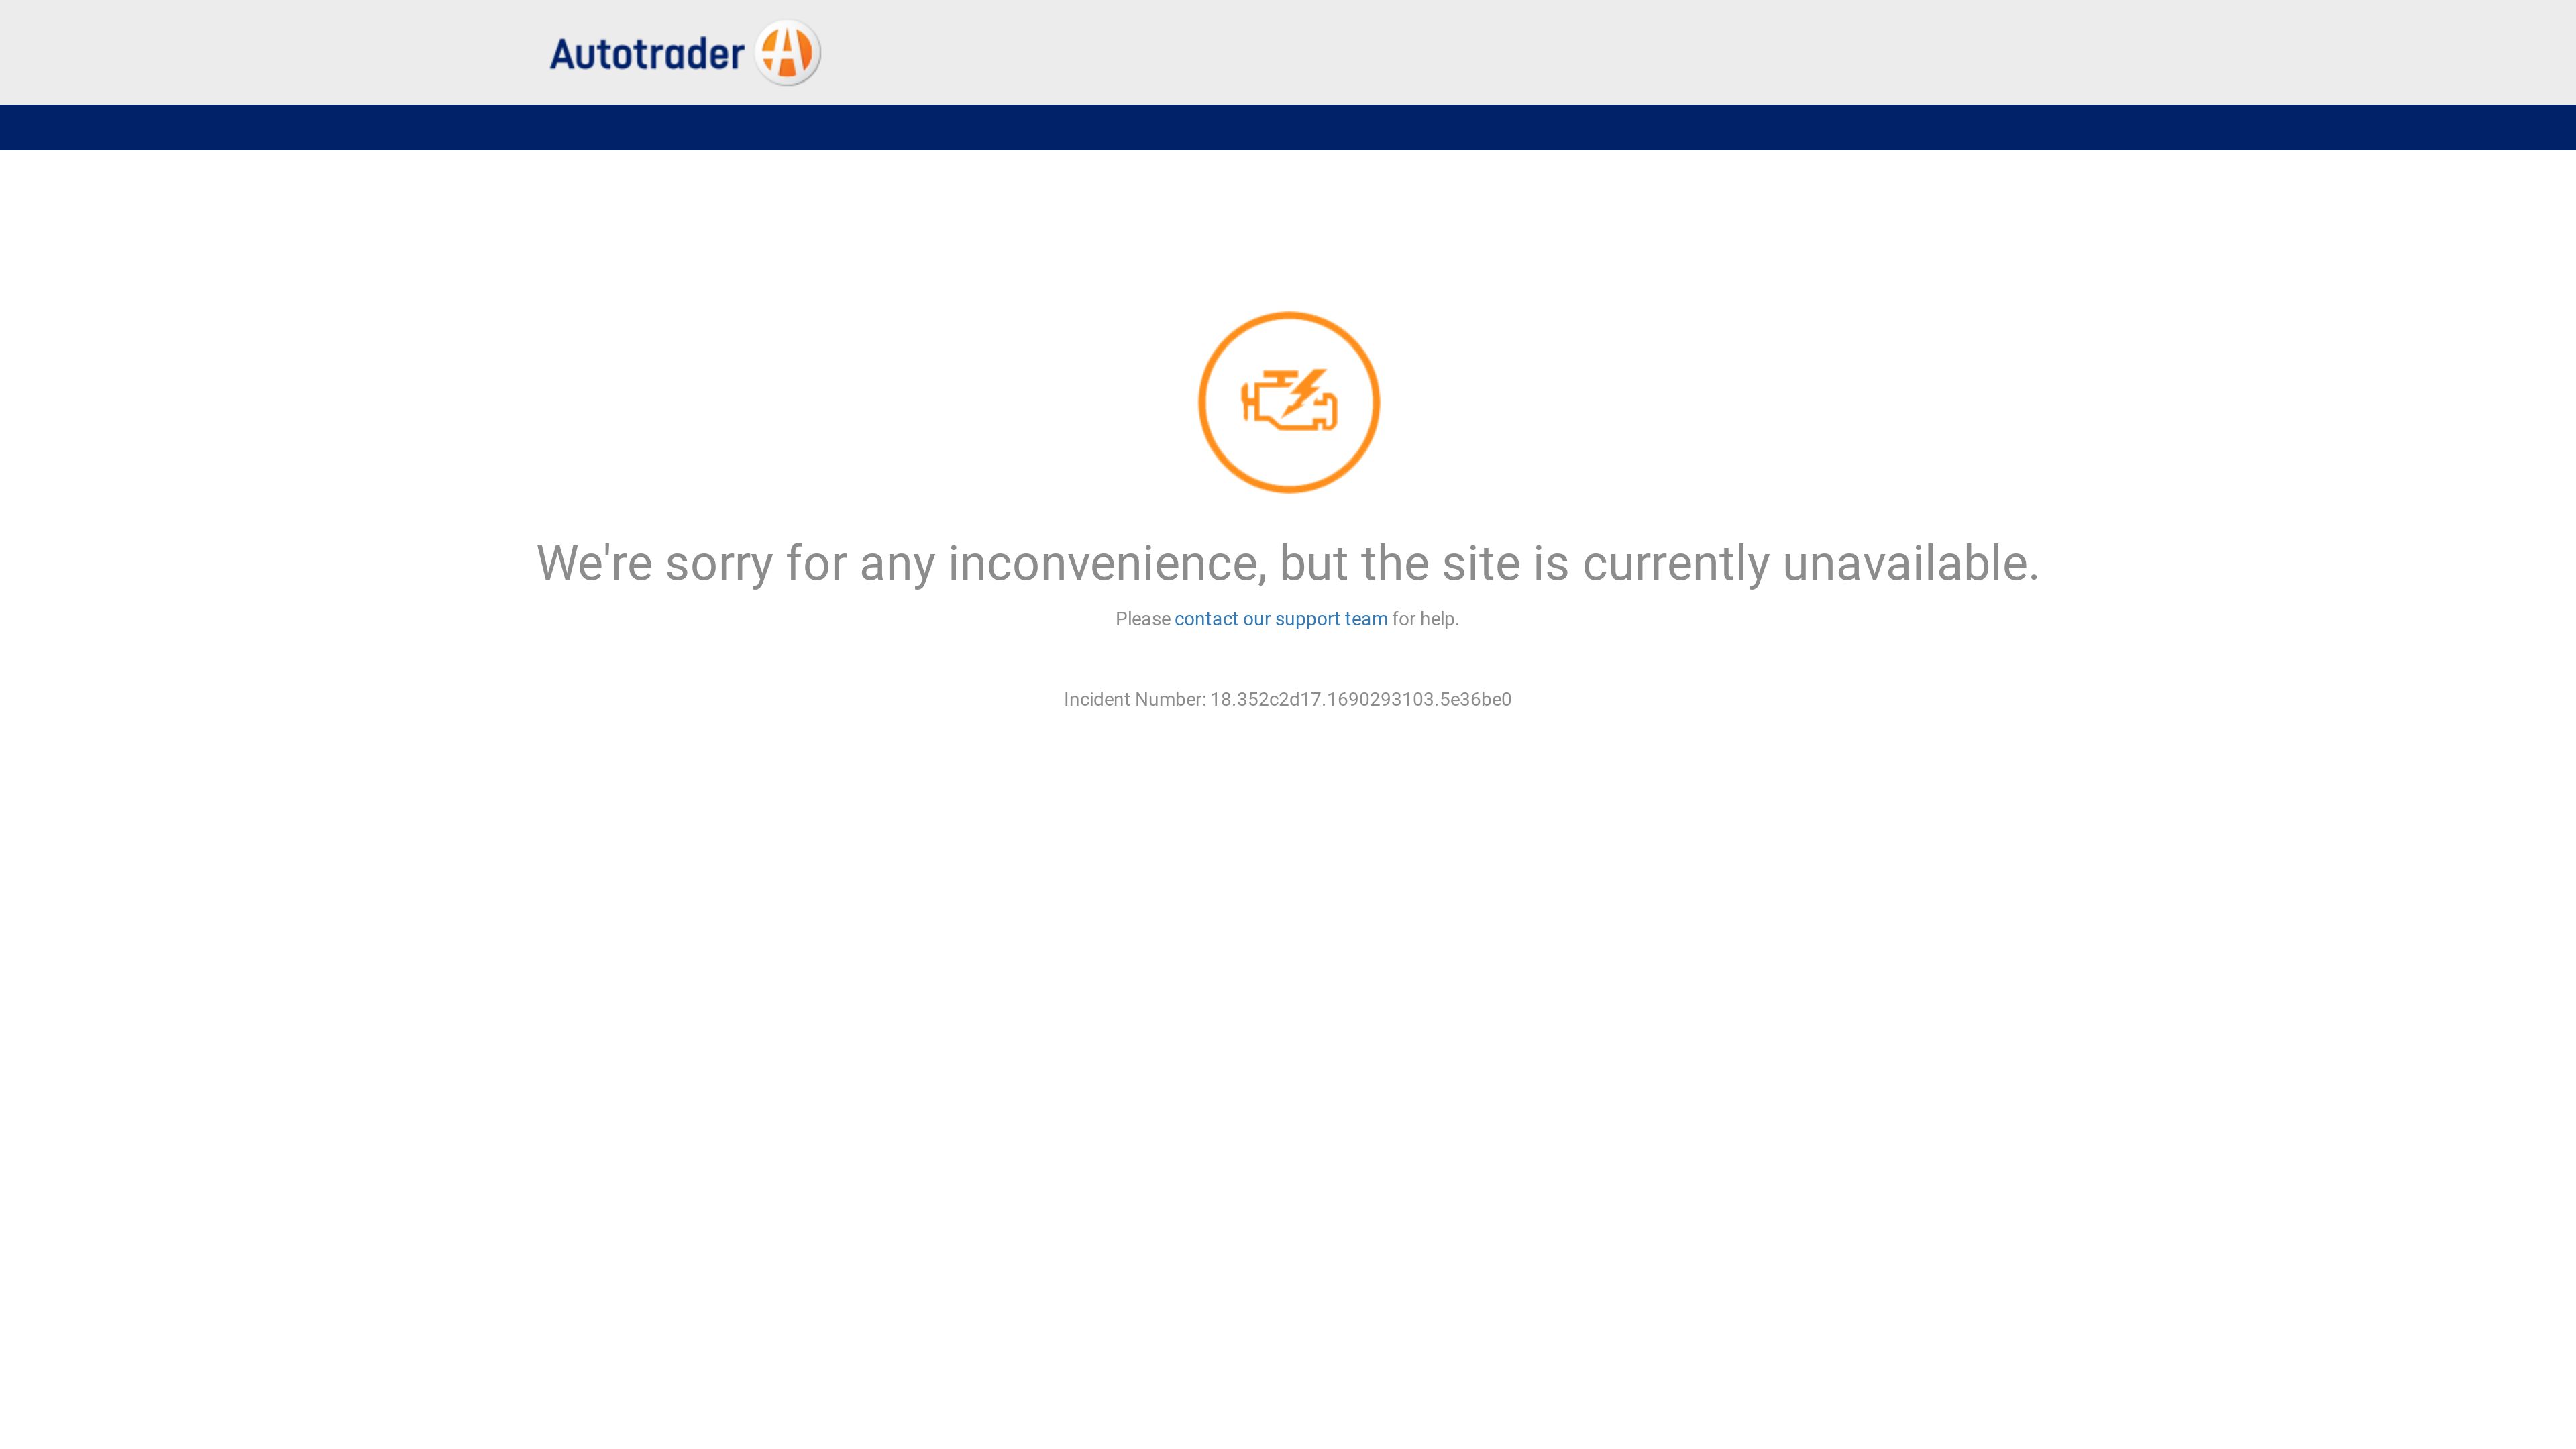 Autotrader
We're sorry for any inconvenience, but the site is currently unavailable.
Please contact our support team for help.
Incident Number: 18.352c2d17.1690293103.5e36be0